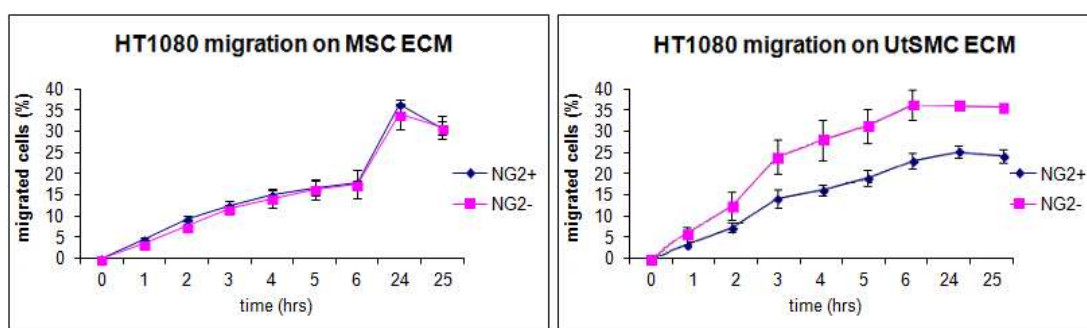 HT1080 migration on MSC ECM
migrated cells (%)
40
35
30
25
20
15
10
5
0
0 1 2 3 4 5 6 24 25
time (hrs)
NG2+
NG2-
HT1080 migration on UtSMC ECM
migrated cells (%)
40
35
30
25
20
15
10
5
0
0 1 2 3 4 5 6 24 25
time (hrs)
NG2+
NG2-